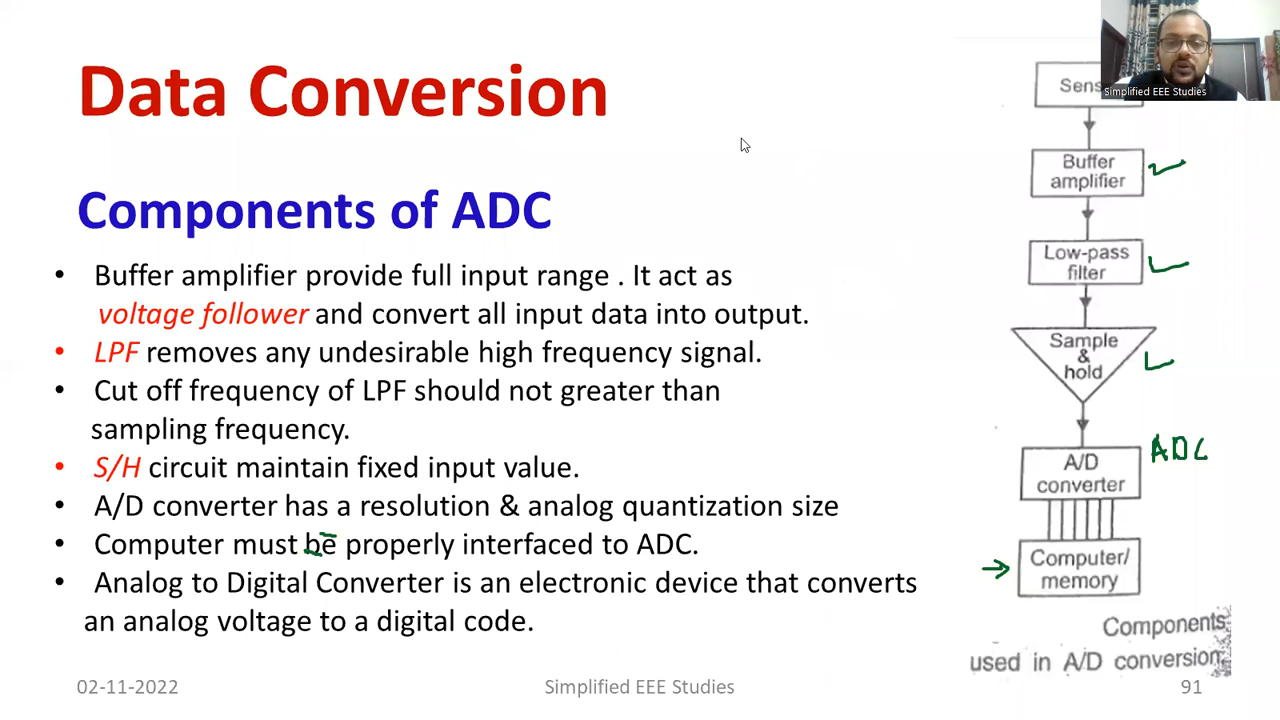 Data Conversion
Components of ADC
• Buffer amplifier provide full input range . It act as
voltage follower and convert all input data into output.
• LPF removes any undesirable high frequency signal.
• Cut off frequency of LPF should not greater than
sampling frequency.
• S/H circuit maintain fixed input value.
• A/D converter has a resolution & analog quantization size
• Computer must be properly interfaced to ADC.
• Analog to Digital Converter is an electronic device that converts
an analog voltage to a digital code.
Simplified EEE Studies
Buffer
amplifier
Low-pass
filter
Sample
&
hold
A/D
converter
ADC
Computer/
memory
Components
used in A/D conversion
02-11-2022
Simplified EEE Studies
91